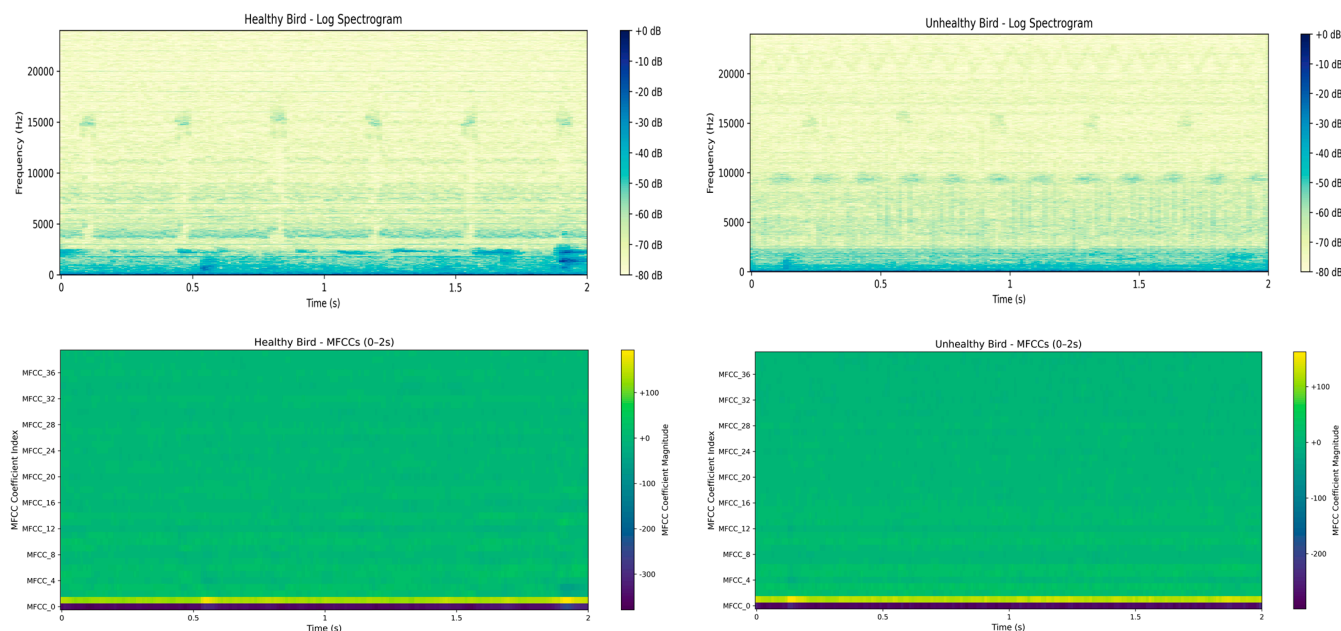 Healthy Bird - Log Spectrogram
Frequency (Hz)
20000
15000
10000
5000
0
0
0.5
1
1.5
2
Time (s)
+0 dB
-10 dB
-20 dB
-30 dB
-40 dB
-50 dB
-60 dB
-70 dB
-80 dB
Unhealthy Bird - Log Spectrogram
Frequency (Hz)
20000
15000
10000
5000
0
0
0.5
1
1.5
2
Time (s)
+0 dB
-10 dB
-20 dB
-30 dB
-40 dB
-50 dB
-60 dB
-70 dB
-80 dB
Healthy Bird - MFCCs (0–2s)
MFCC Coefficient Index
MFCC_36
MFCC_32
MFCC_28
MFCC_24
MFCC_20
MFCC_16
MFCC_12
MFCC_8
MFCC_4
MFCC_0
0
0.5
1
1.5
2
Time (s)
+100
+0
-100
-200
-300
MFCC Coefficient Magnitude
Unhealthy Bird - MFCCs (0–2s)
MFCC Coefficient Index
MFCC_36
MFCC_32
MFCC_28
MFCC_24
MFCC_20
MFCC_16
MFCC_12
MFCC_8
MFCC_4
MFCC_0
0
0.5
1
1.5
2
Time (s)
+100
+0
-100
-200
MFCC Coefficient Magnitude